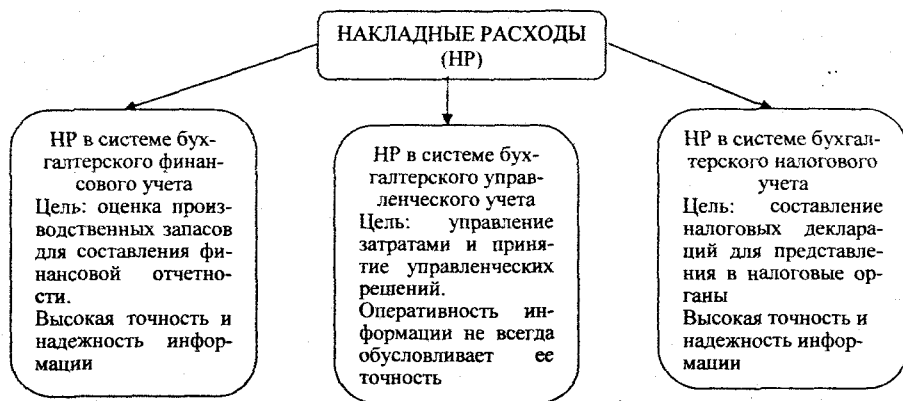 НАКЛАДНЫЕ РАСХОДЫ
(НР)
НР в системе бух-
галтерского финан-
сового учета
Цель: оценка произ-
водственных запасов
для составления фи-
нансовой отчетно-
сти.
Высокая точность и
надежность инфор-
мации
НР в системе бух-
галтерского управ-
ленческого учета
Цель: управление
затратами и приня-
тие управленческих
решений.
Оперативность ин-
формации не всегда
обусловливает ее
точность
НР в системе бухгал-
терского налогового
учета
Цель: составление
налоговых деклара-
ций для представле-
ния в налоговые ор-
ганы
Высокая точность и
надежность инфор-
мации